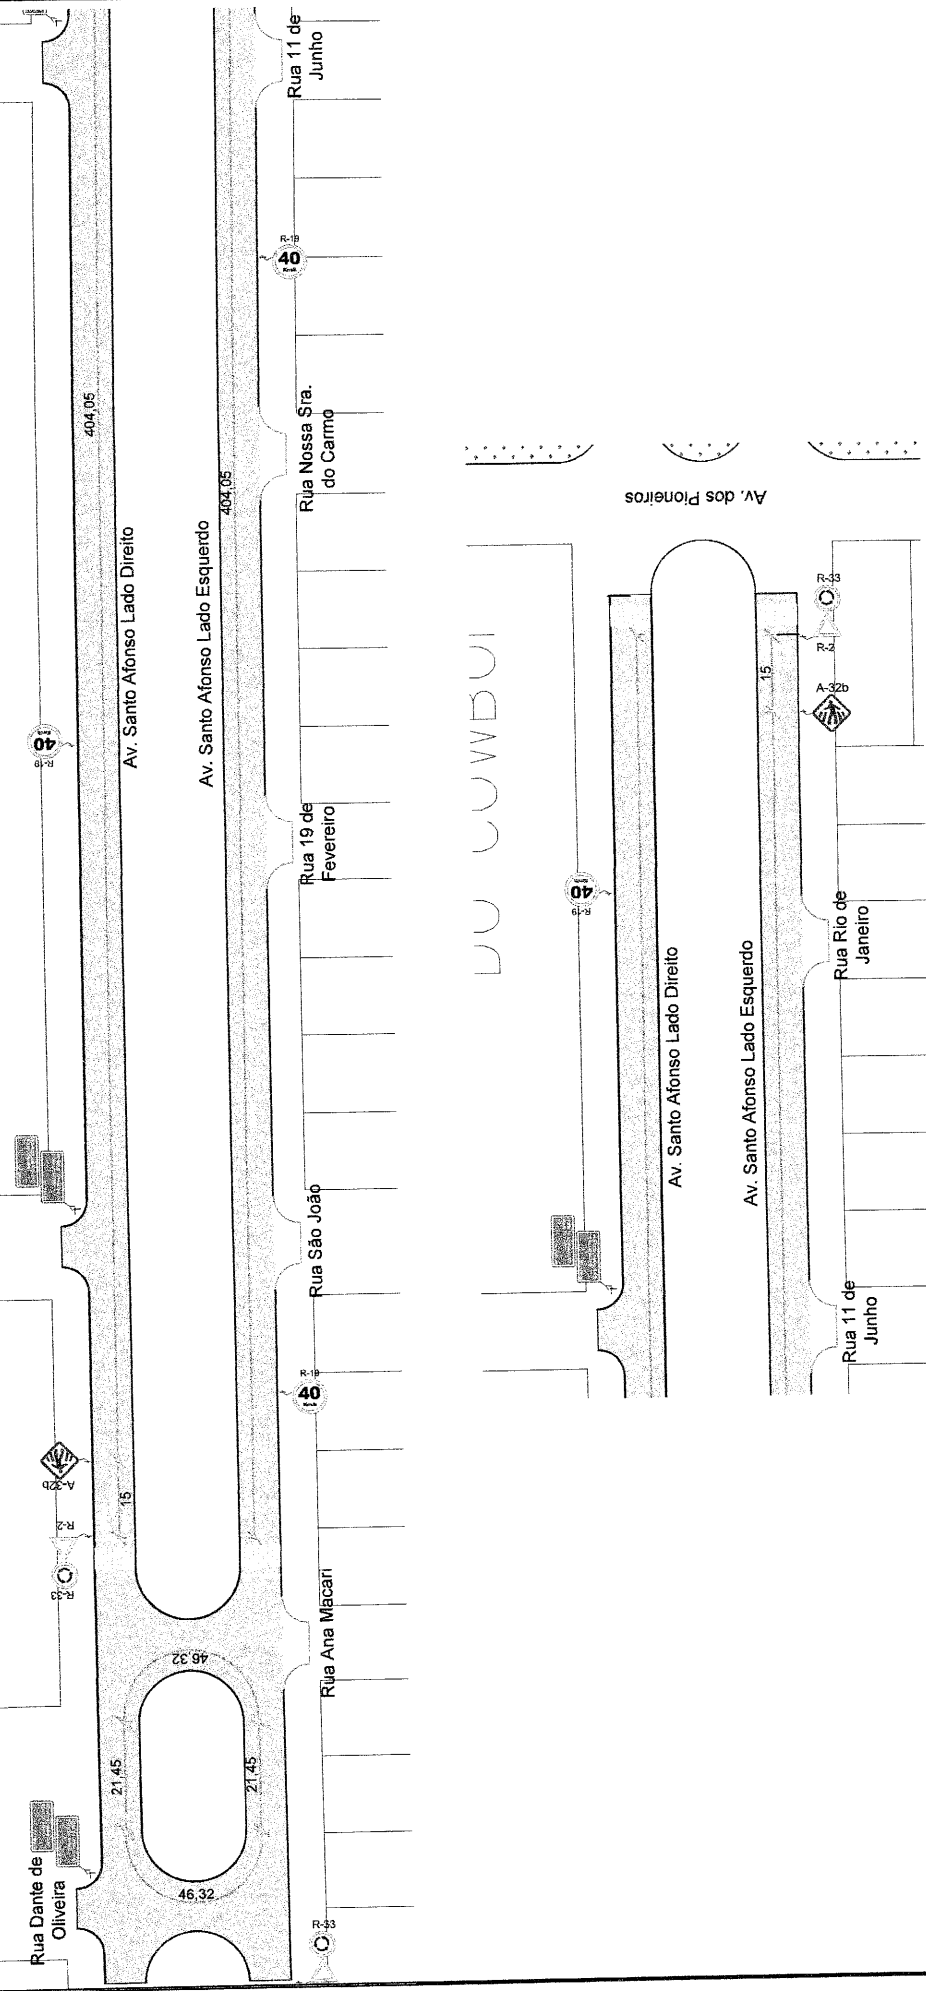 Rua 11 de
Junho
R-19
40
Km/h
404,05
Rua Nossa Sra.
do Carmo
404,05
Av. Santo Afonso Lado Direito
Av. Santo Afonso Lado Esquerdo
40
Km/h
R-19
Rua 19 de
Fevereiro
Rua São João
R-19
40
Km/h
A-32b
15
R-2
R-33
Rua Ana Macari
46,32
21,45
21,45
46,32
Rua Dante de
Oliveira
R-33
Av. dos Pioneiros
R-33
R-2
15
A-32b
40
Km/h
R-19
Rua Rio de
Janeiro
Av. Santo Afonso Lado Direito
Av. Santo Afonso Lado Esquerdo
Rua 11 de
Junho